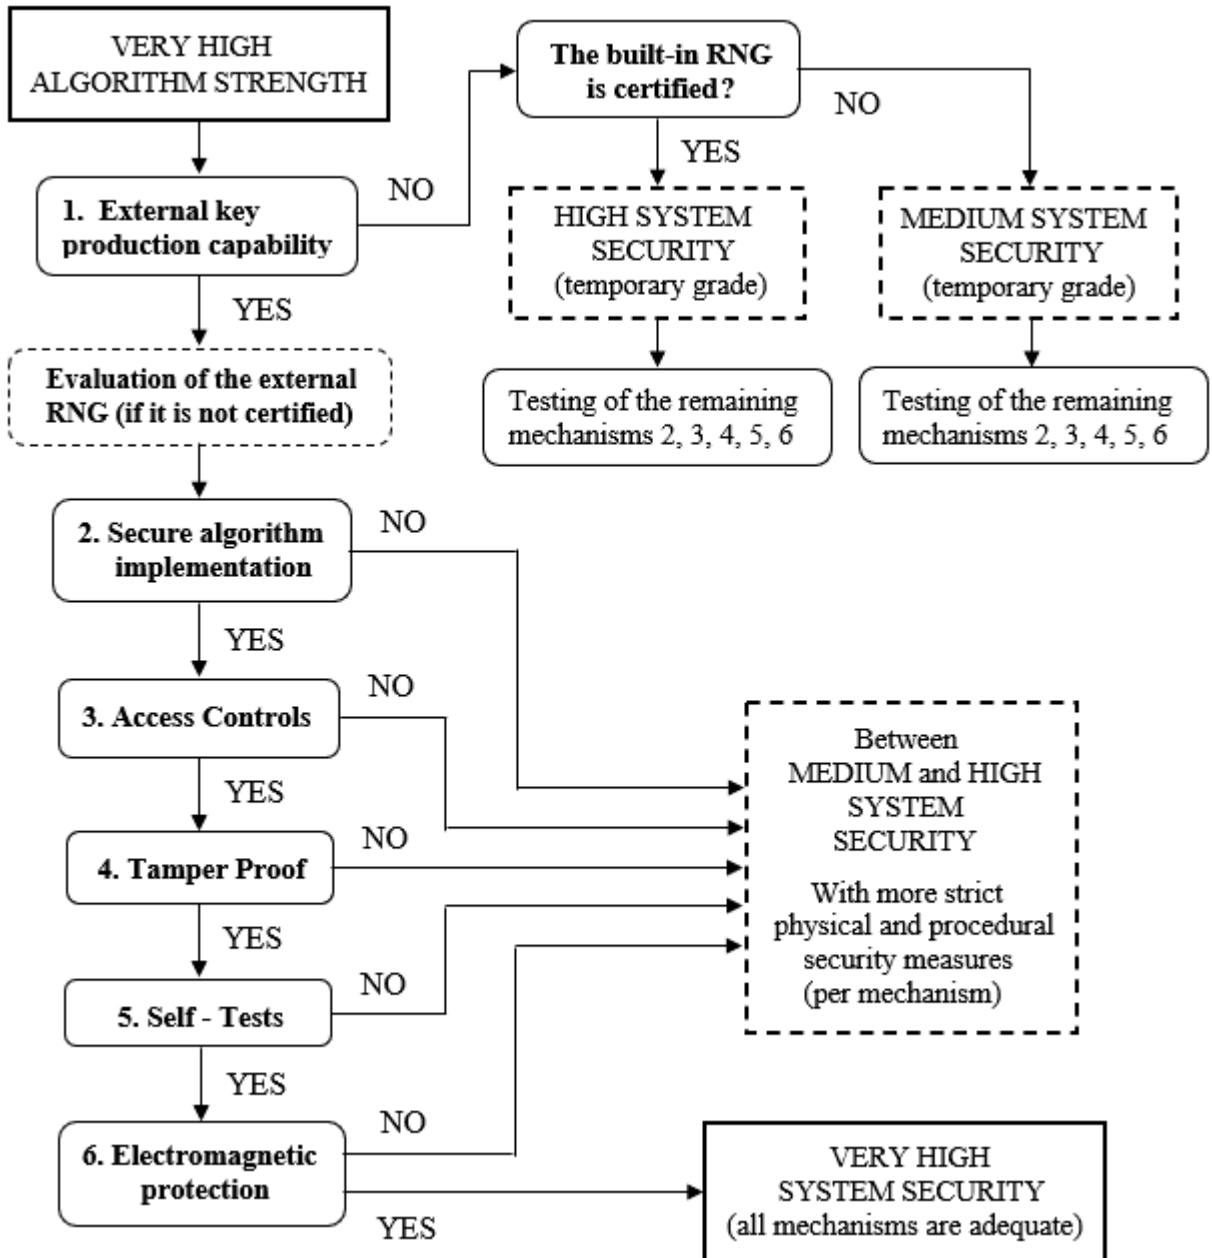 VERY HIGH
ALGORITHM STRENGTH
The built-in RNG
is certified?
NO
YES
NO
1. External key
production capability
HIGH SYSTEM
SECURITY
(temporary grade)
MEDIUM SYSTEM
SECURITY
(temporary grade)
YES
Evaluation of the external
RNG (if it is not certified)
Testing of the remaining
mechanisms 2, 3, 4, 5, 6
Testing of the remaining
mechanisms 2, 3, 4, 5, 6
2. Secure algorithm
implementation
NO
YES
3. Access Controls
NO
YES
4. Tamper Proof
NO
YES
5. Self - Tests
NO
YES
6. Electromagnetic
protection
NO
YES
Between
MEDIUM and HIGH
SYSTEM
SECURITY
With more strict
physical and procedural
security measures
(per mechanism)
VERY HIGH
SYSTEM SECURITY
(all mechanisms are adequate)